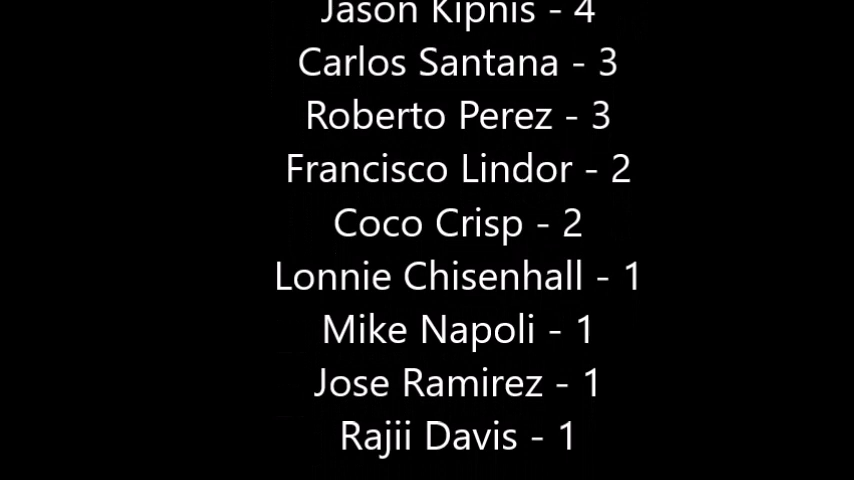 Jason Kipnis - 4
Carlos Santana - 3
Roberto Perez - 3
Francisco Lindor - 2
Coco Crisp - 2
Lonnie Chisenhall - 1
Mike Napoli - 1
Jose Ramirez - 1
Rajii Davis - 1